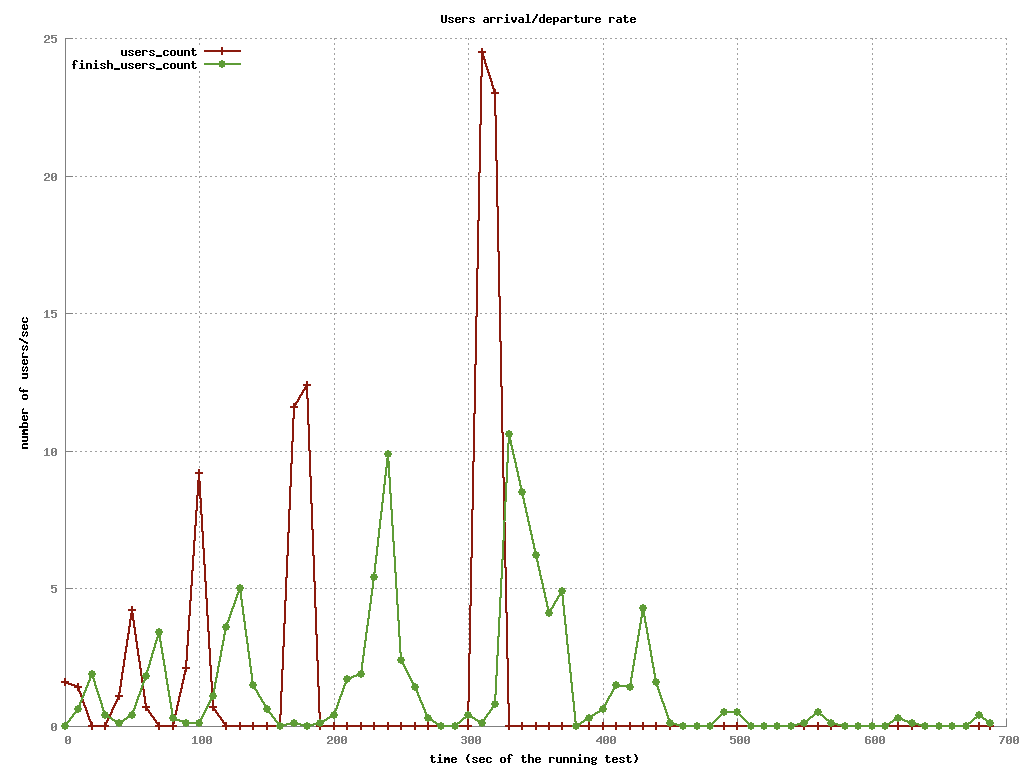 Users arrival/departure rate
users_count
finish_users_count
25
20
15
10
5
0
number of users/sec
0 100 200 300 400 500 600 700
time (sec of the running test)